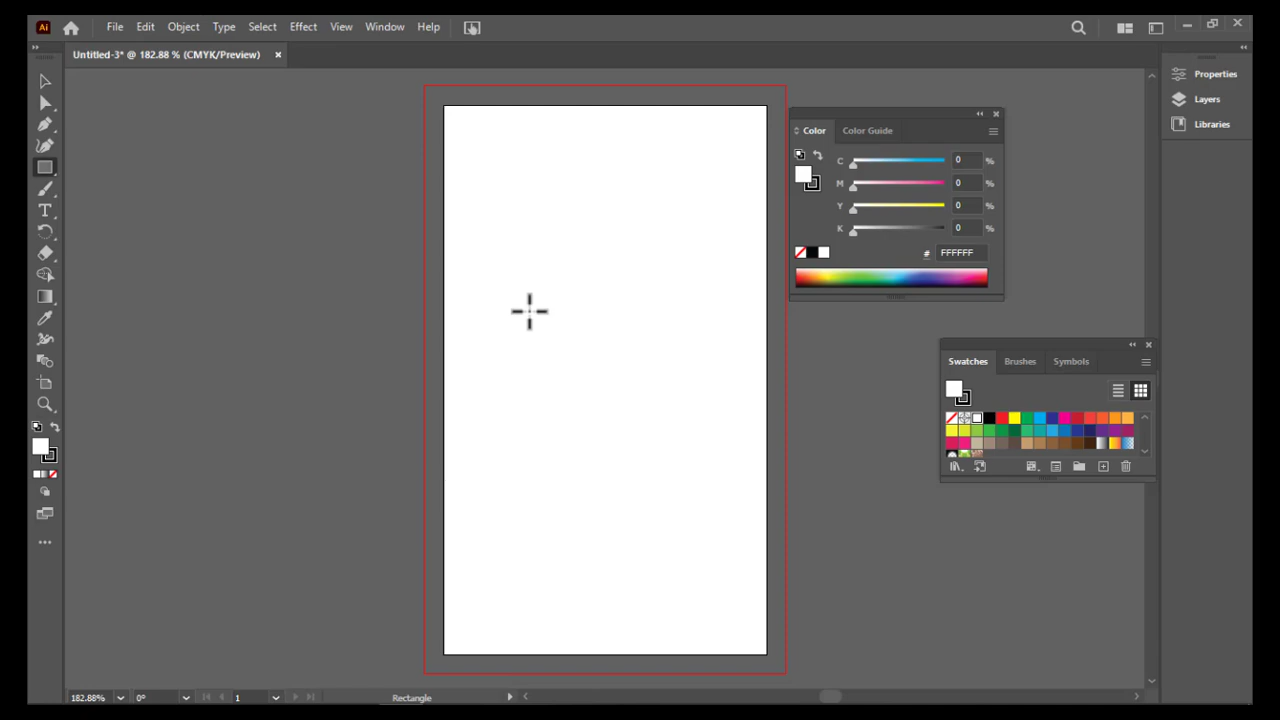 Ai File Edit Object Type Select Effect View Window Help
Untitled-3* @ 182.88 % (CMYK/Preview)
Properties
Layers
Libraries
Color Color Guide
C 0 %
M 0 %
Y 0 %
K 0 %
# FFFFFF
Swatches Brushes Symbols
182.88% 0° 1 Rectangle